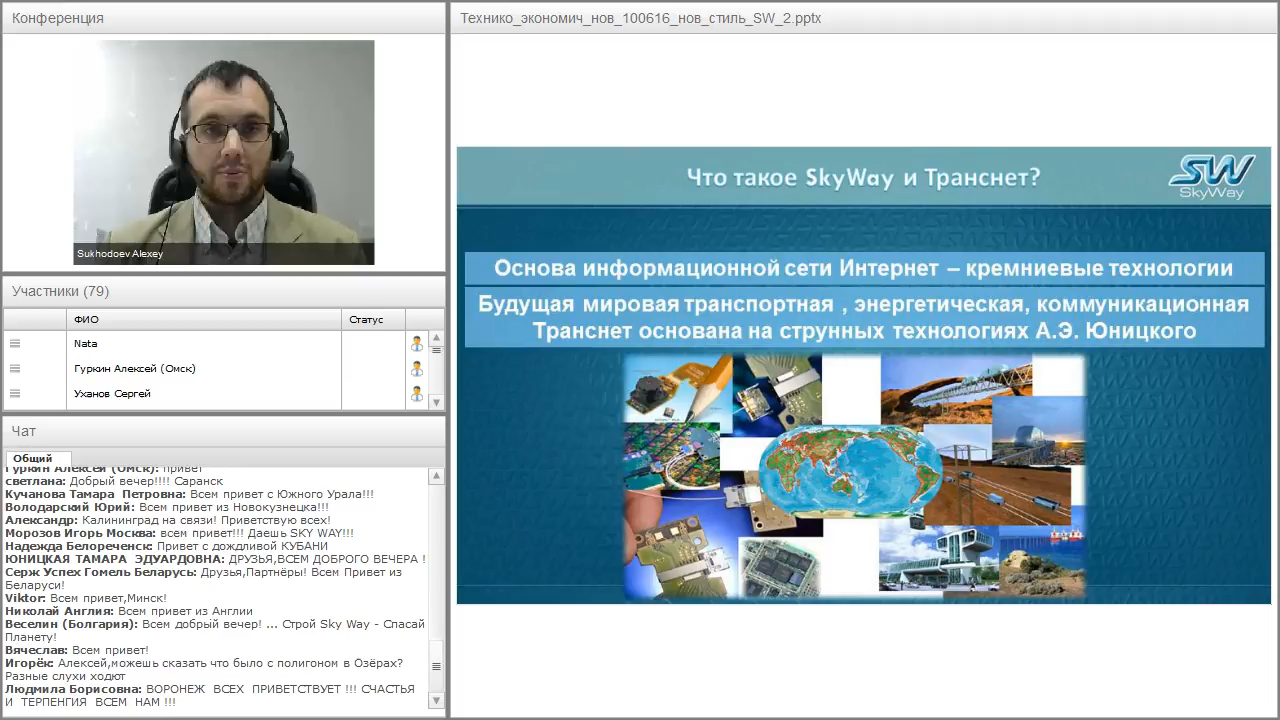 Конференция
Sukhodoev Alexey
Участники (79)
ФИО
Статус
Nata
Гуркин Алексей (Омск)
Уханов Сергей
Чат
Общий
Гуркин Алексей (Омск): привет
светлана: Добрый вечер!!!! Саранск
Кучанова Тамара Петровна: Всем привет с Южного Урала!!!
Володарский Юрий: Всем привет из Новокузнецка!!!
Александр: Калининград на связи! Приветствую всех!
Морозов Игорь Москва: всем привет!!! Даешь SKY WAY!!!
Надежда Белореченск: Привет с дождливой КУБАНИ
ЮНИЦКАЯ ТАМАРА ЭДУАРДОВНА: ДРУЗЬЯ,ВСЕМ ДОБРОГО ВЕЧЕРА !
Серж Успех Гомель Беларусь: Друзья,Партнёры! Всем Привет из
Беларуси!
Viktor: Всем привет,Минск!
Николай Англия: Всем привет из Англии
Веселин (Болгария): Всем добрый вечер! ... Строй Sky Way - Спасай
Планету!
Вячеслав: Всем привет!
Игорёк: Алексей,можешь сказать что было с полигоном в Озёрах?
Разные слухи ходют
Людмила Борисовна: ВОРОНЕЖ ВСЕХ ПРИВЕТСТВУЕТ !!! СЧАСТЬЯ
И ТЕРПЕНГИЯ ВСЕМ НАМ !!!
Технико_экономич_нов_100616_нов_стиль_SW_2.pptx
Что такое SkyWay и Транснет?
SW
SkyWay
Основа информационной сети Интернет – кремниевые технологии
Будущая мировая транспортная , энергетическая, коммуникационная
Транснет основана на струнных технологиях А.Э. Юницкого